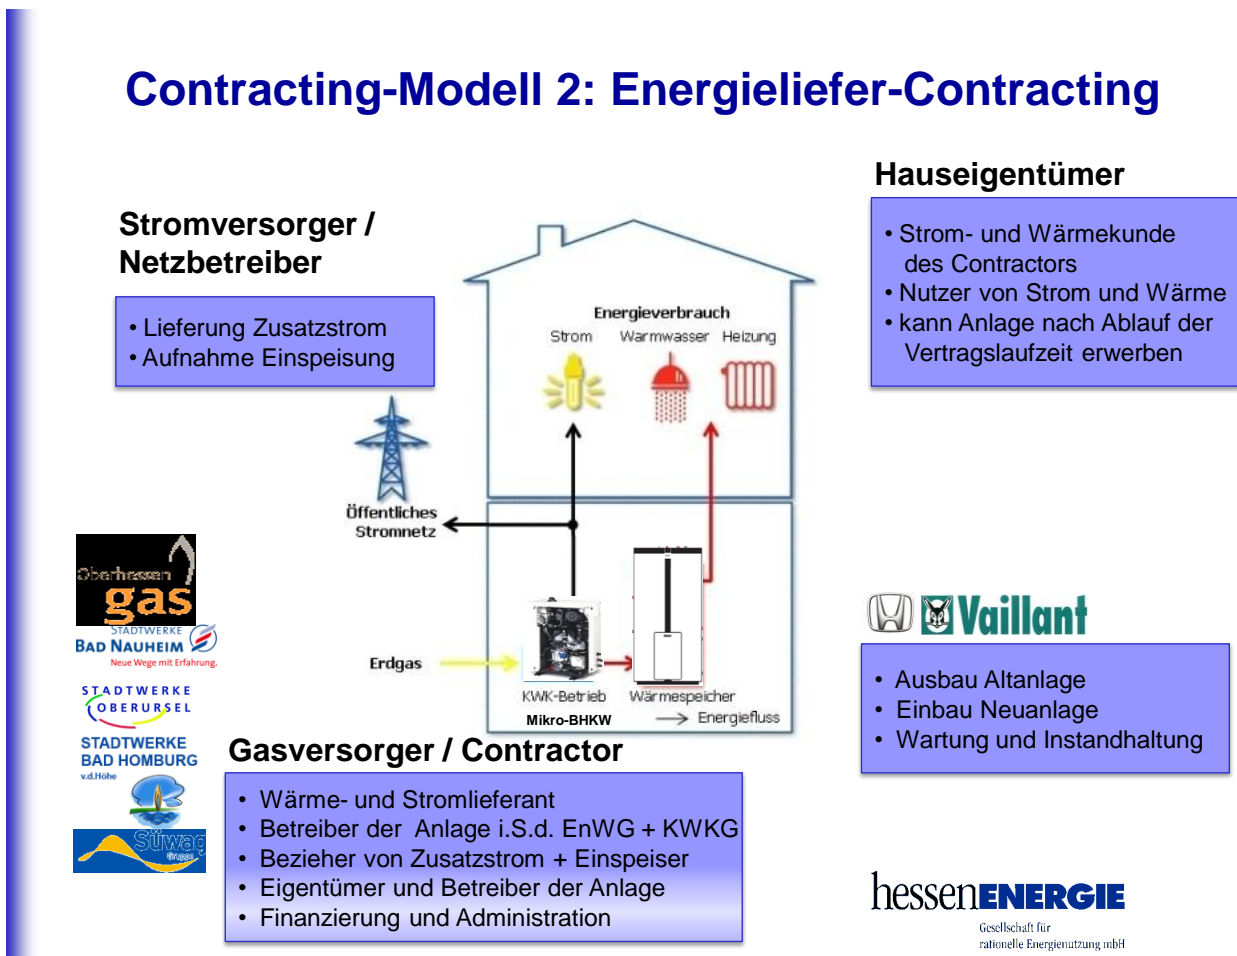 Contracting-Modell 2: Energieliefer-Contracting
Hauseigentümer
• Strom- und Wärmekunde
des Contractors
• Nutzer von Strom und Wärme
• kann Anlage nach Ablauf der
Vertragslaufzeit erwerben
Stromversorger /
Netzbetreiber
• Lieferung Zusatzstrom
• Aufnahme Einspeisung
Energieverbrauch
Strom Warmwasser Heizung
Öffentliches
Stromnetz
Erdgas
KWK-Betrieb Wärmespeicher
Mikro-BHKW
Energiefluss
Oberhessen
gas
STADTWERKE
BAD NAUHEIM
Neue Wege mit Erfahrung.
STADTWERKE
OBERURSEL
STADTWERKE
BAD HOMBURG
v.d.Höhe
Süwag
Gruppe
Vaillant
• Ausbau Altanlage
• Einbau Neuanlage
• Wartung und Instandhaltung
Gasversorger / Contractor
• Wärme- und Stromlieferant
• Betreiber der Anlage i.S.d. EnWG + KWKG
• Bezieher von Zusatzstrom + Einspeiser
• Eigentümer und Betreiber der Anlage
• Finanzierung und Administration
hessenENERGIE
Gesellschaft für
rationelle Energienutzung mbH